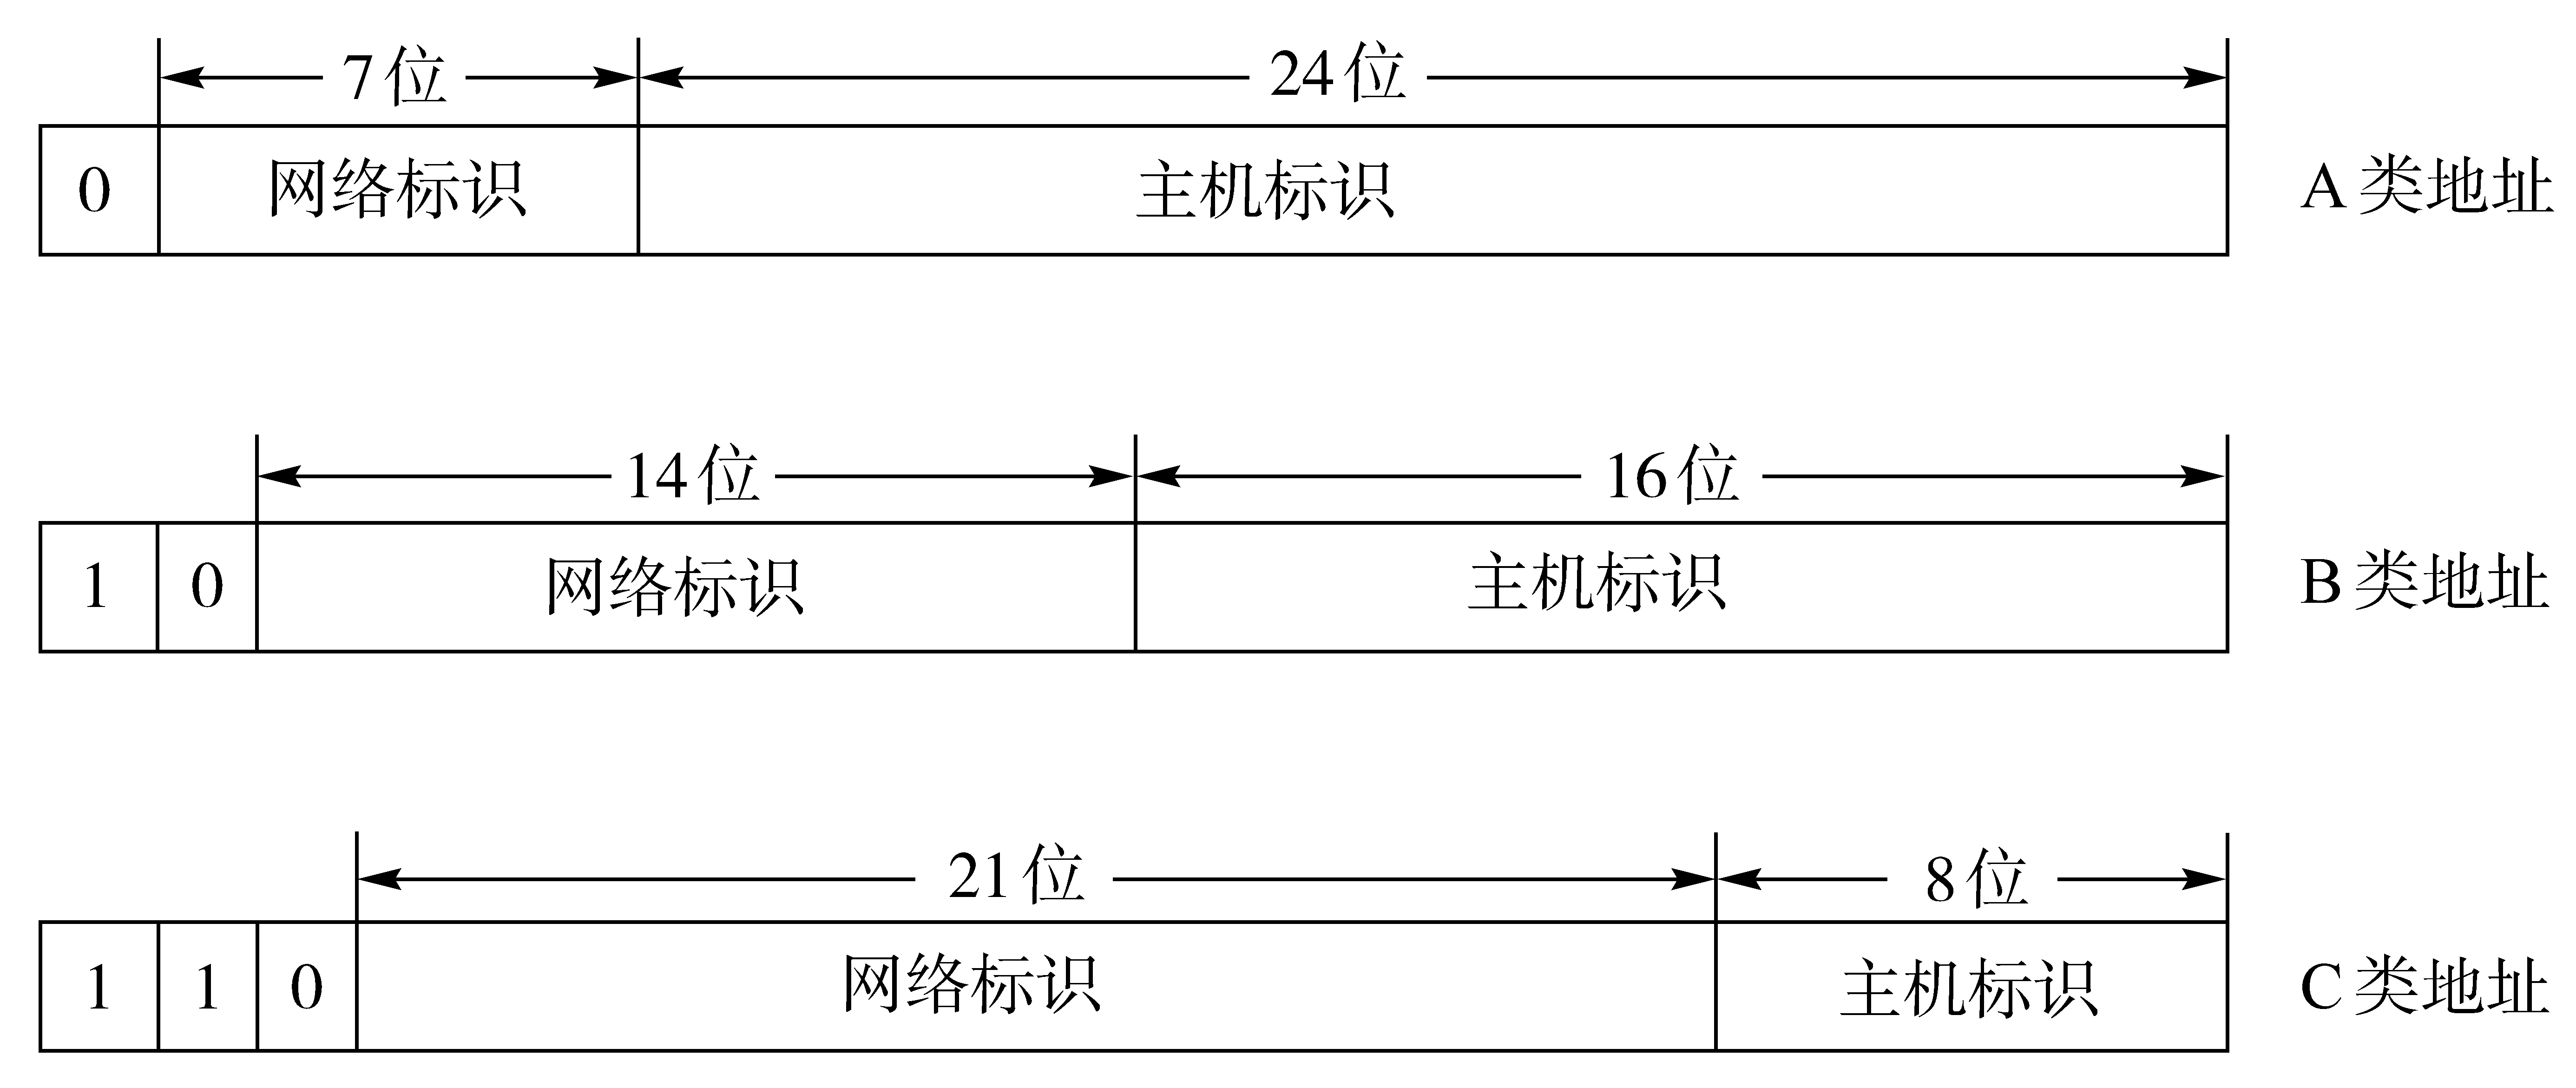 7位 24位
0 网络标识 主机标识 A类地址
14位 16位
1 0 网络标识 主机标识 B类地址
21位 8位
1 1 0 网络标识 主机标识 C类地址